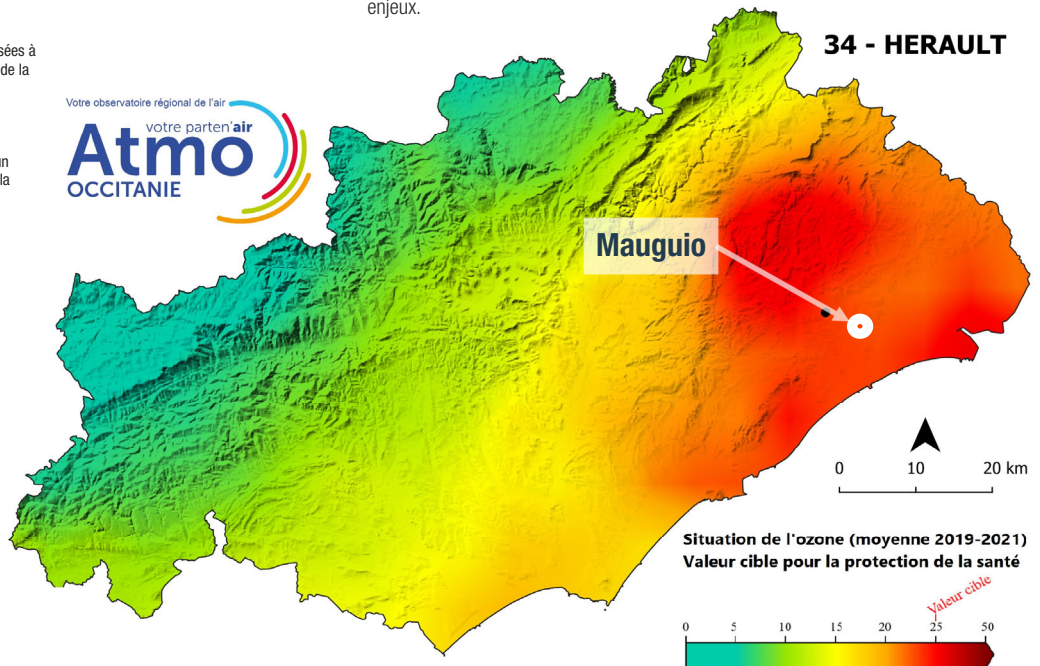 enjeux.
sées à
de la
un
la
34 - HERAULT
Votre observatoire régional de l'air
votre parten'air
Atmo
OCCITANIE
Mauguio
0 10 20 km
Situation de l'ozone (moyenne 2019-2021)
Valeur cible pour la protection de la santé
Valeur cible
0 5 10 15 20 25 50